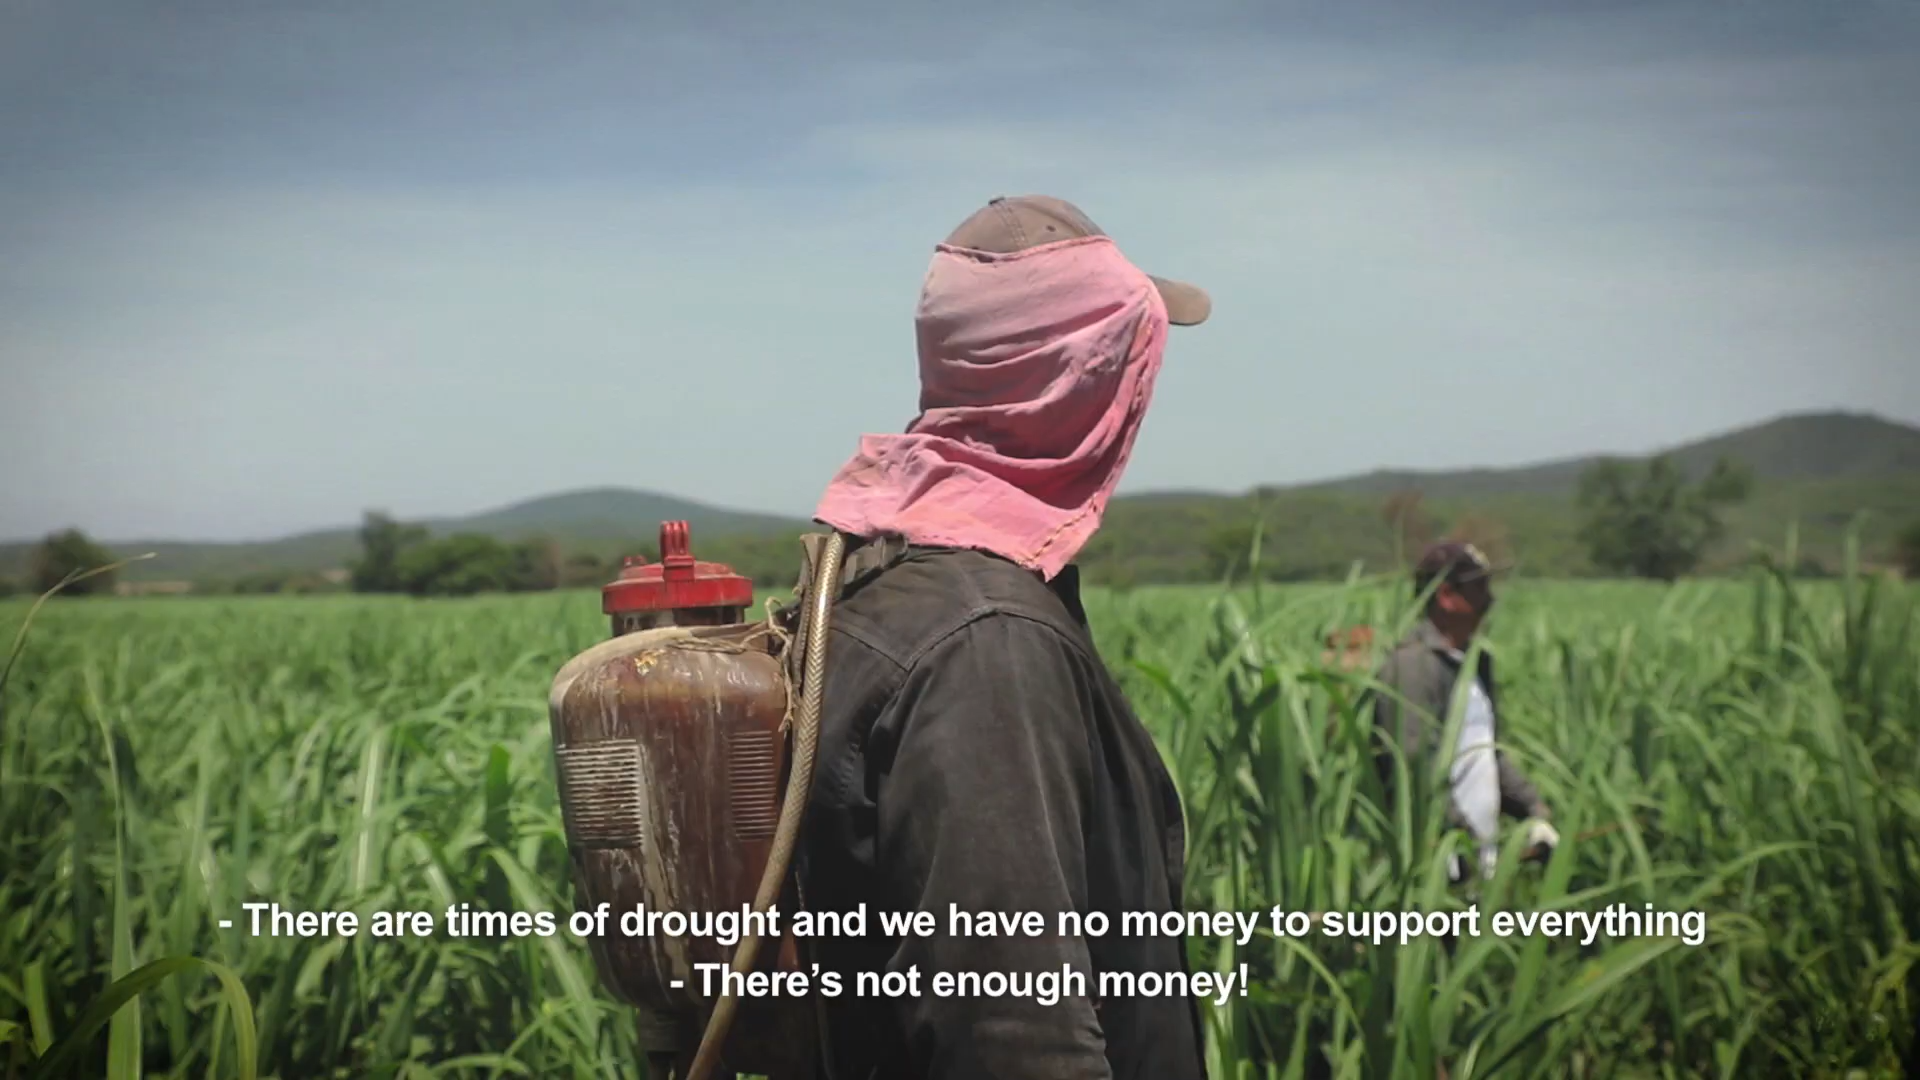 - There are times of drought and we have no money to support everything
- There’s not enough money!